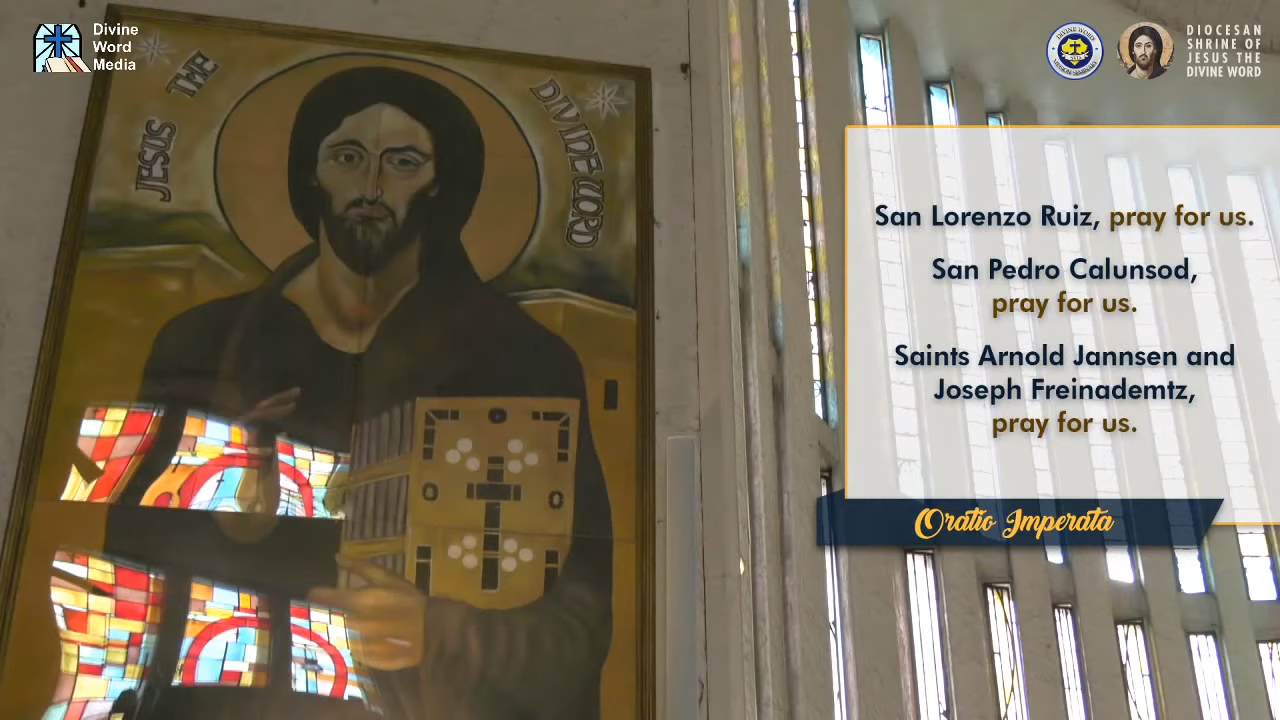 Divine
Word
Media
JESUS THE
DIVINE WORD
DIOCESAN
SHRINE OF
JESUS THE
DIVINE WORD
San Lorenzo Ruiz, pray for us.
San Pedro Calunsod,
pray for us.
Saints Arnold Jannsen and
Joseph Freinademtz,
pray for us.
Oratio Imperata